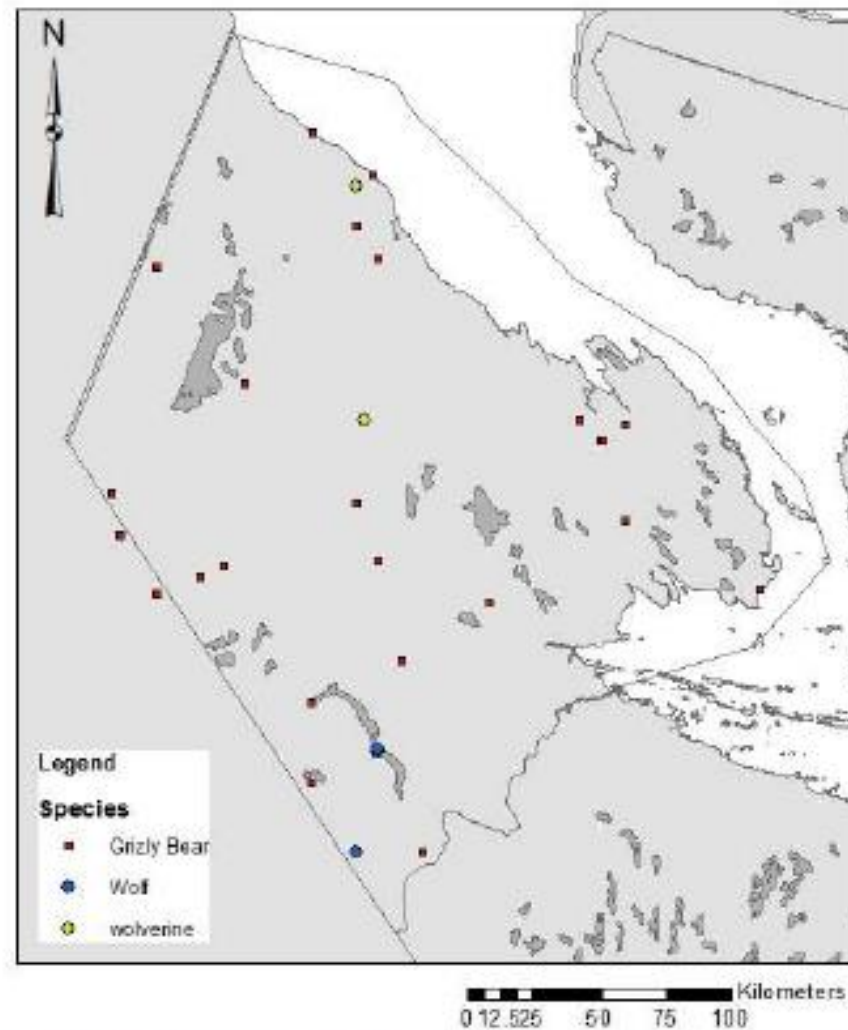 N
Legend
Species
Grizly Bear
Wolf
wolverine
Kilometers
0 12.525 50 75 100